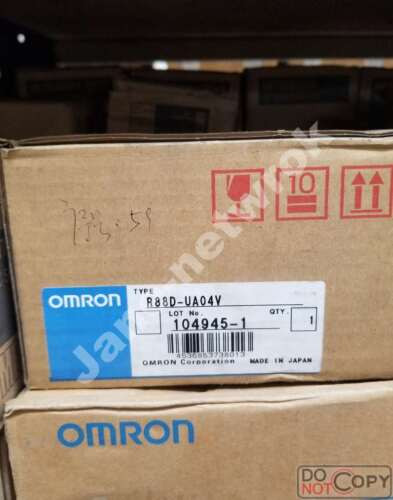 10
TYPE
R88D-UA04V
OMRON
LOT No.
QTY.
104945-1
1
4536853738013
OMRON Corporation
MADE IN JAPAN
OMRON
DO
NOT COPY